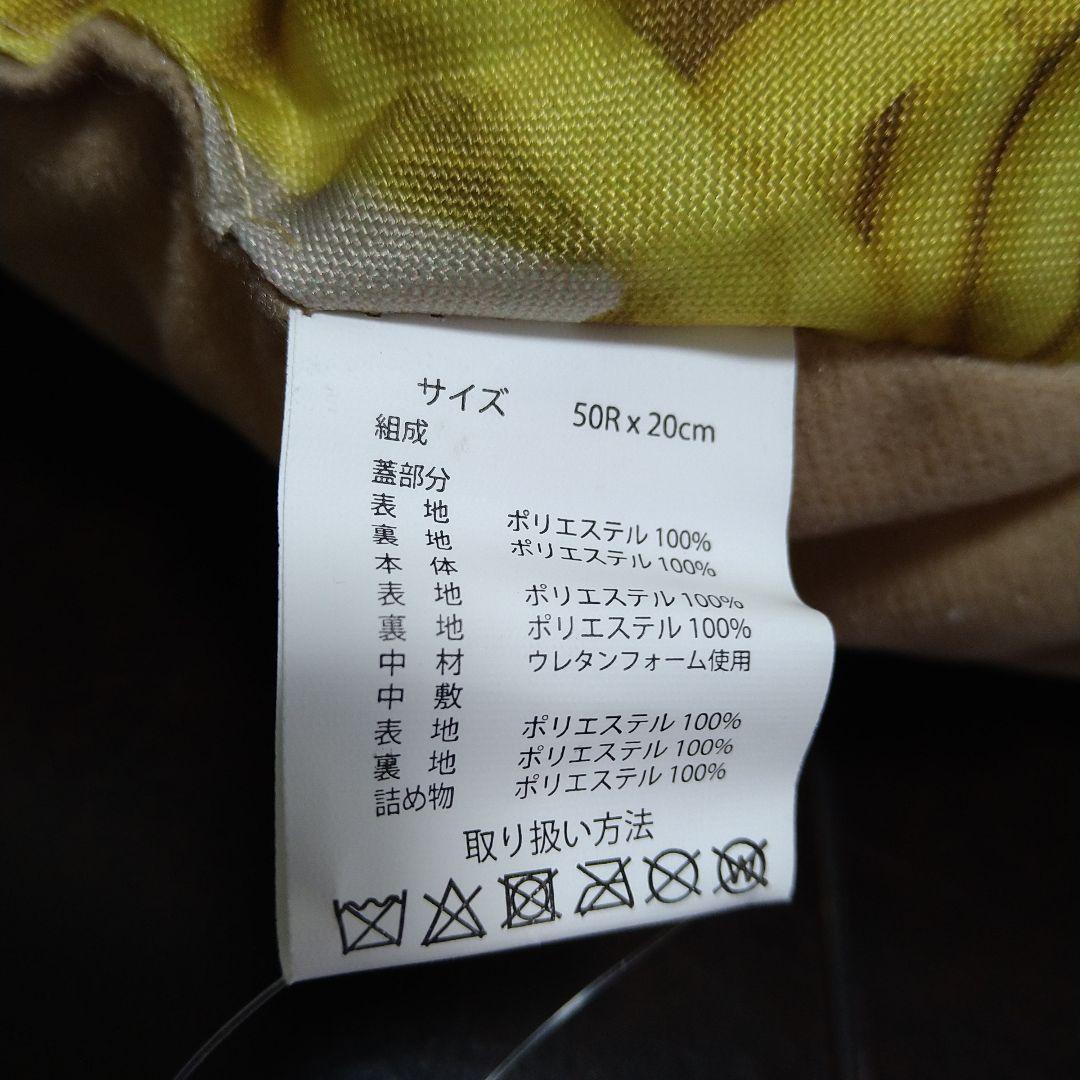 サイズ 50R x 20cm
組成
蓋部分
表 地 ポリエステル 100%
裏 地 ポリエステル 100%
本 体
表 地 ポリエステル 100%
裏 地 ポリエステル 100%
中 材 ウレタンフォーム使用
中 敷
表 地 ポリエステル 100%
裏 地 ポリエステル 100%
詰め物 ポリエステル 100%
取り扱い方法
W